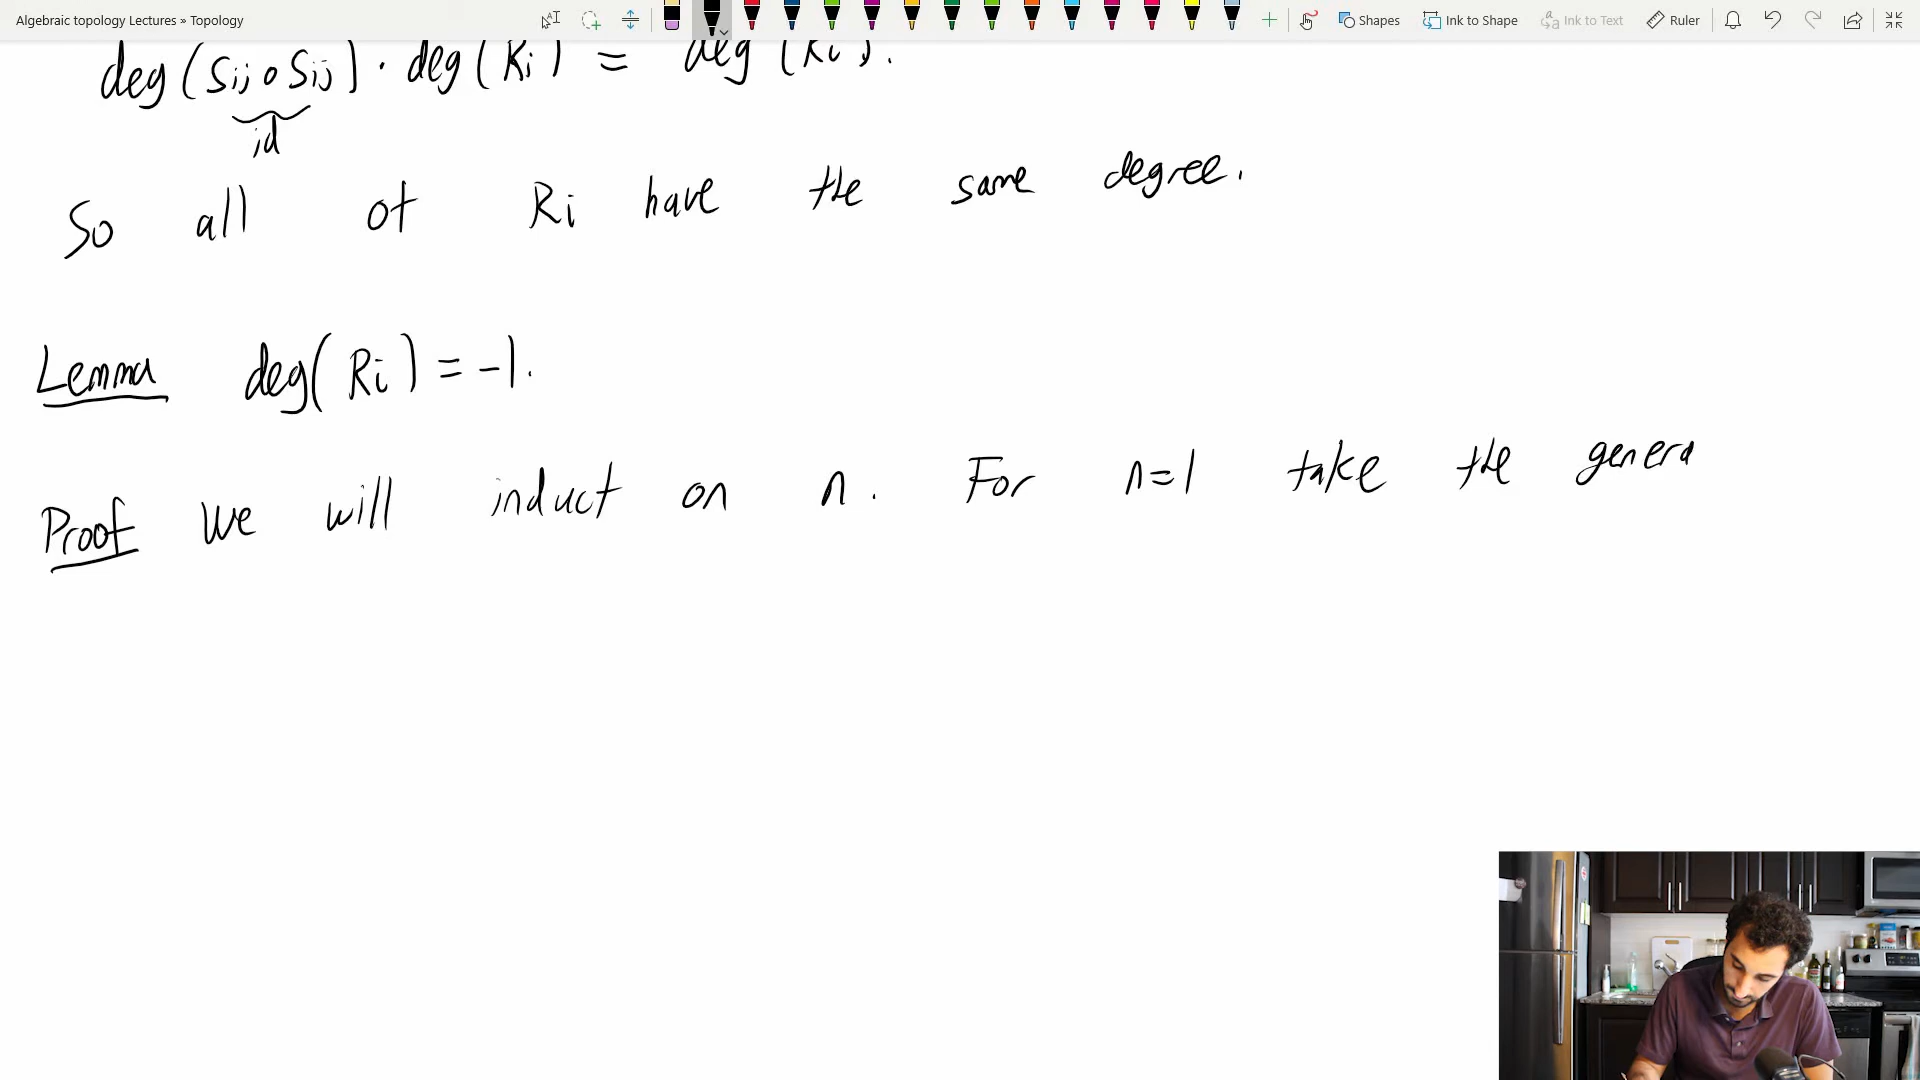 Algebraic topology Lectures » Topology
Shapes
Ink to Shape
Ink to Text
Ruler
deg(Sij∘Sij)·deg(Ri) = deg(Ri).
id
So all of Ri have the same degree.
Lemma deg(Ri) = -1.
Proof We will induct on n. For n=1 take the genera